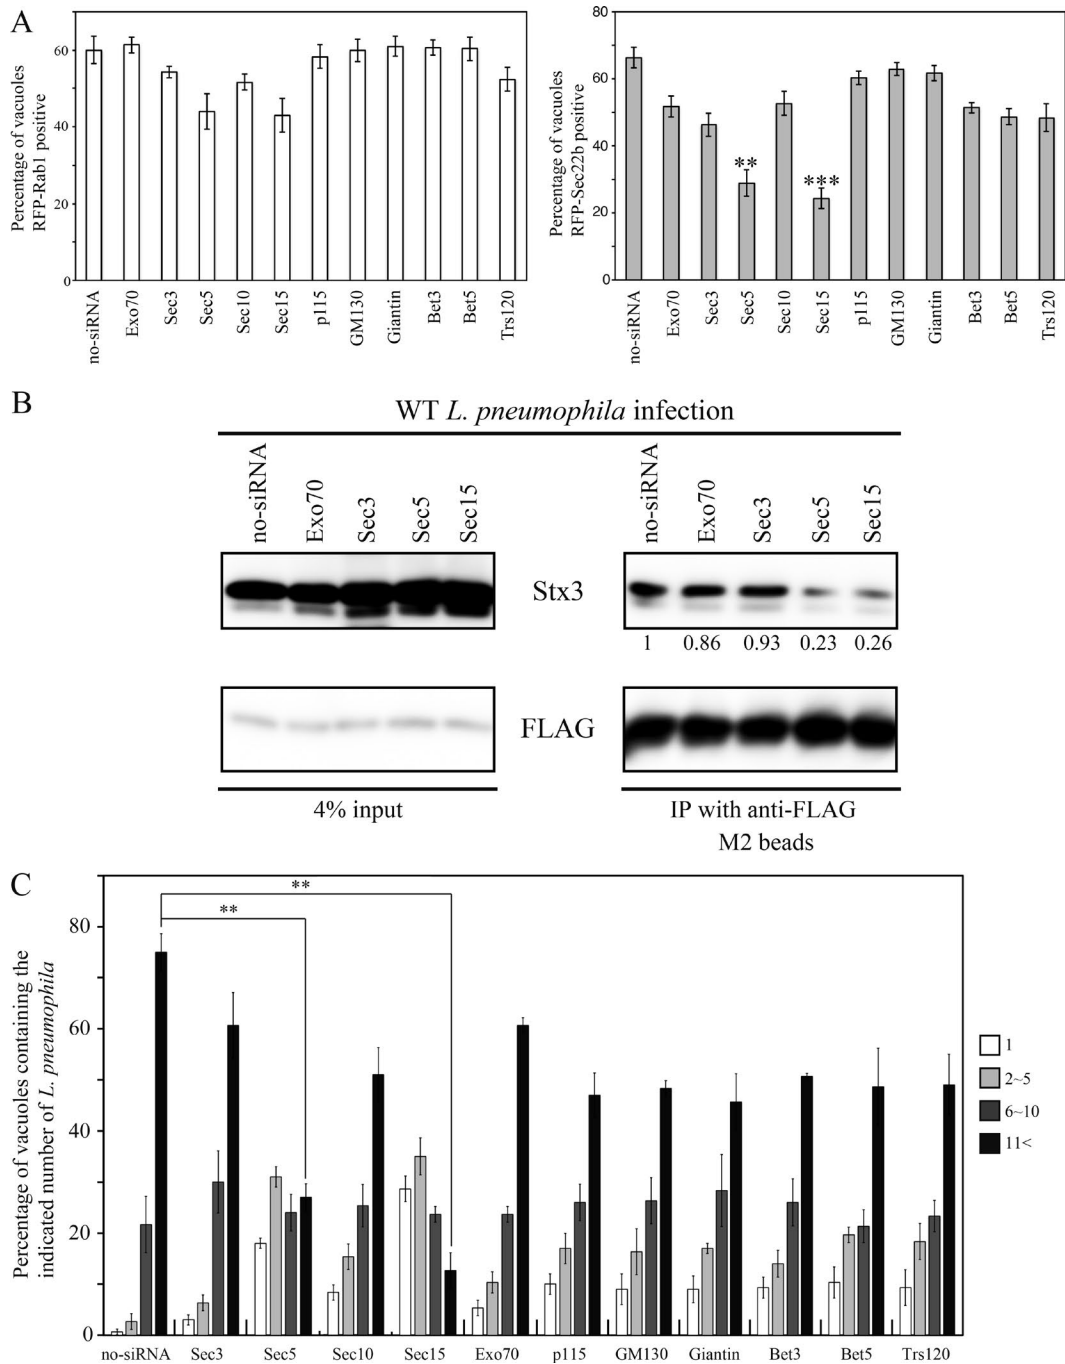 A
Percentage of vacuoles
RFP-Rab1 positive
60
40
20
0
no-siRNA
Exo70
Sec3
Sec5
Sec10
Sec15
p115
GM130
Giantin
Bet3
Bet5
Trs120
Percentage of vacuoles
RFP-Sec22b positive
80
60
40
20
0
**
***
no-siRNA
Exo70
Sec3
Sec5
Sec10
Sec15
p115
GM130
Giantin
Bet3
Bet5
Trs120
B
WT L. pneumophila infection
no-siRNA
Exo70
Sec3
Sec5
Sec15
no-siRNA
Exo70
Sec3
Sec5
Sec15
Stx3
1 0.86 0.93 0.23 0.26
FLAG
4% input
IP with anti-FLAG
M2 beads
C
Percentage of vacuoles containing the
indicated number of L. pneumophila
80
60
40
20
0
**
**
1
2~5
6~10
11<
no-siRNA Sec3 Sec5 Sec10 Sec15 Exo70 p115 GM130 Giantin Bet3 Bet5 Trs120